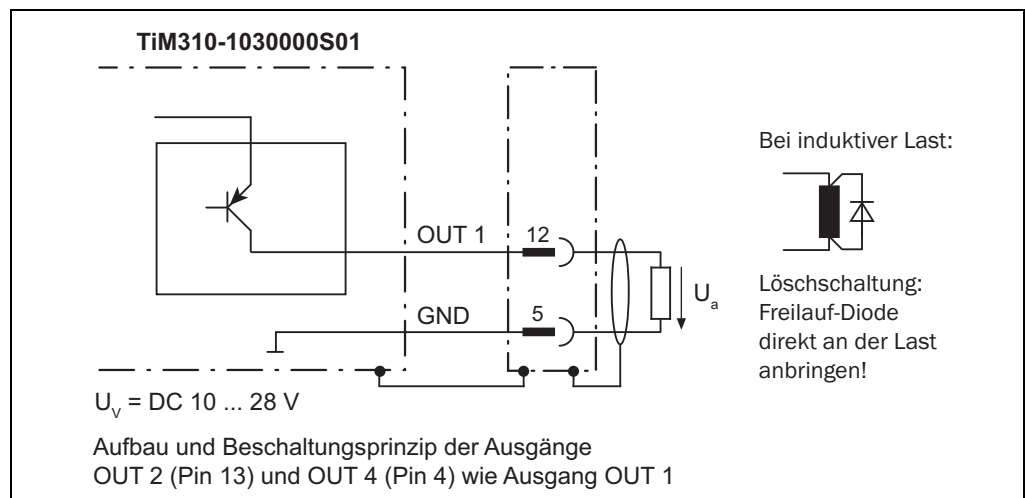 TiM310-1030000S01
Bei induktiver Last:
OUT 1
12
GND
5
Ua
Löschschaltung:
Freilauf-Diode
direkt an der Last
anbringen!
UV = DC 10 ... 28 V
Aufbau und Beschaltungsprinzip der Ausgänge
OUT 2 (Pin 13) und OUT 4 (Pin 4) wie Ausgang OUT 1